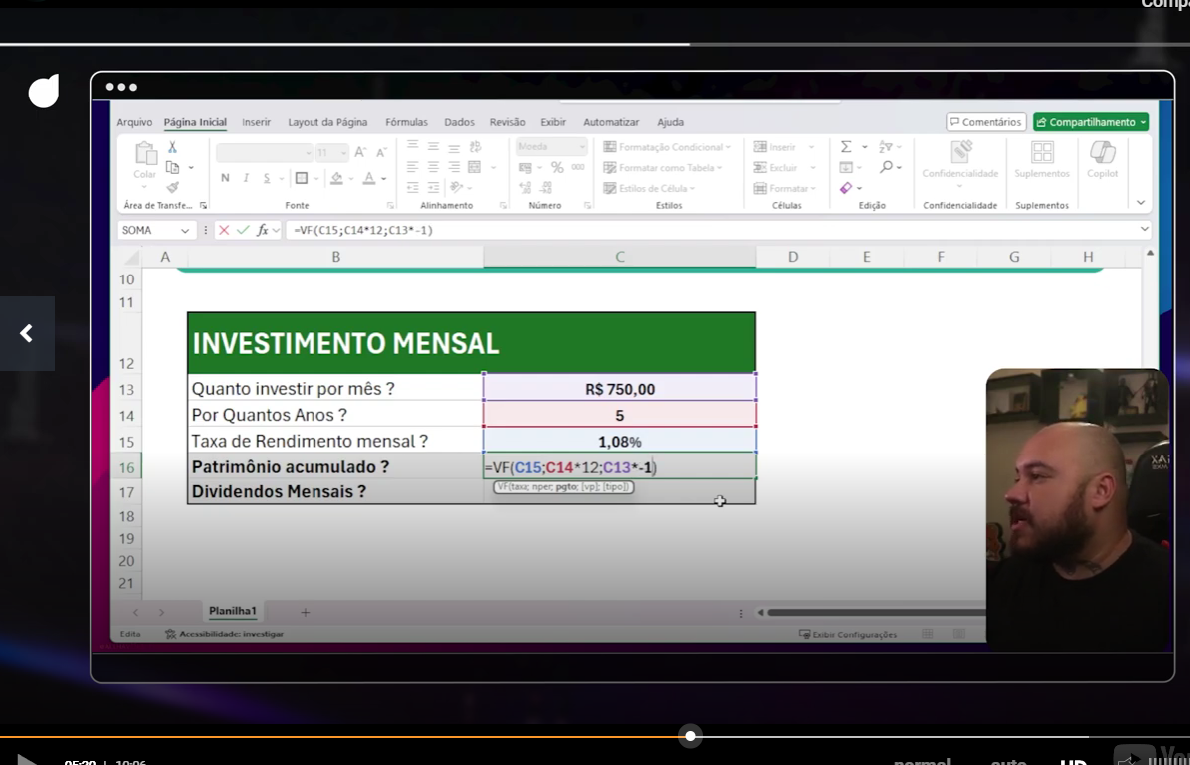 Arquivo Página Inicial Inserir Layout da Página Fórmulas Dados Revisão Exibir Automatizar Ajuda Comentários Compartilhamento
Moeda Formatação Condicional Inserir
11 A A
Colar Formatar como Tabela Excluir Confidencialidade Suplementos Copilot
N I S A % 000 Estilos de Célula Formatar
Área de Transfe... Fonte Alinhamento Número Estilos Células Edição Confidencialidade Suplementos
SOMA fx =VF(C15;C14*12;C13*-1)
A B C D E F G H
10
11
12 INVESTIMENTO MENSAL
13 Quanto investir por mês ? R$ 750,00
14 Por Quantos Anos ? 5
15 Taxa de Rendimento mensal ? 1,08%
16 Patrimônio acumulado ? =VF(C15;C14*12;C13*-1)
17 Dividendos Mensais ? VF(taxa; nper; pgto; [vp]; [tipo])
18
19
20
21
Planilha1 +
Edita Acessibilidade: investigar Exibir Configurações